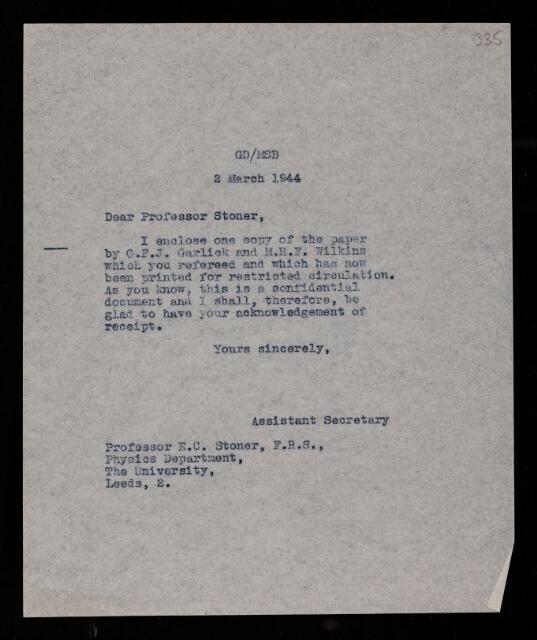 335
GD/MSB
2 March 1944
Dear Professor Stoner,
I enclose one copy of the paper
by G.F.J. Garlick and M.H.F. Wilkins
which you refereed and which has now
been printed for restricted circulation.
As you know, this is a confidential
document and I shall, therefore, be
glad to have your acknowledgement of
receipt.
Yours sincerely,
Assistant Secretary
Professor E.C. Stoner, F.R.S.,
Physics Department,
The University,
Leeds, 2.